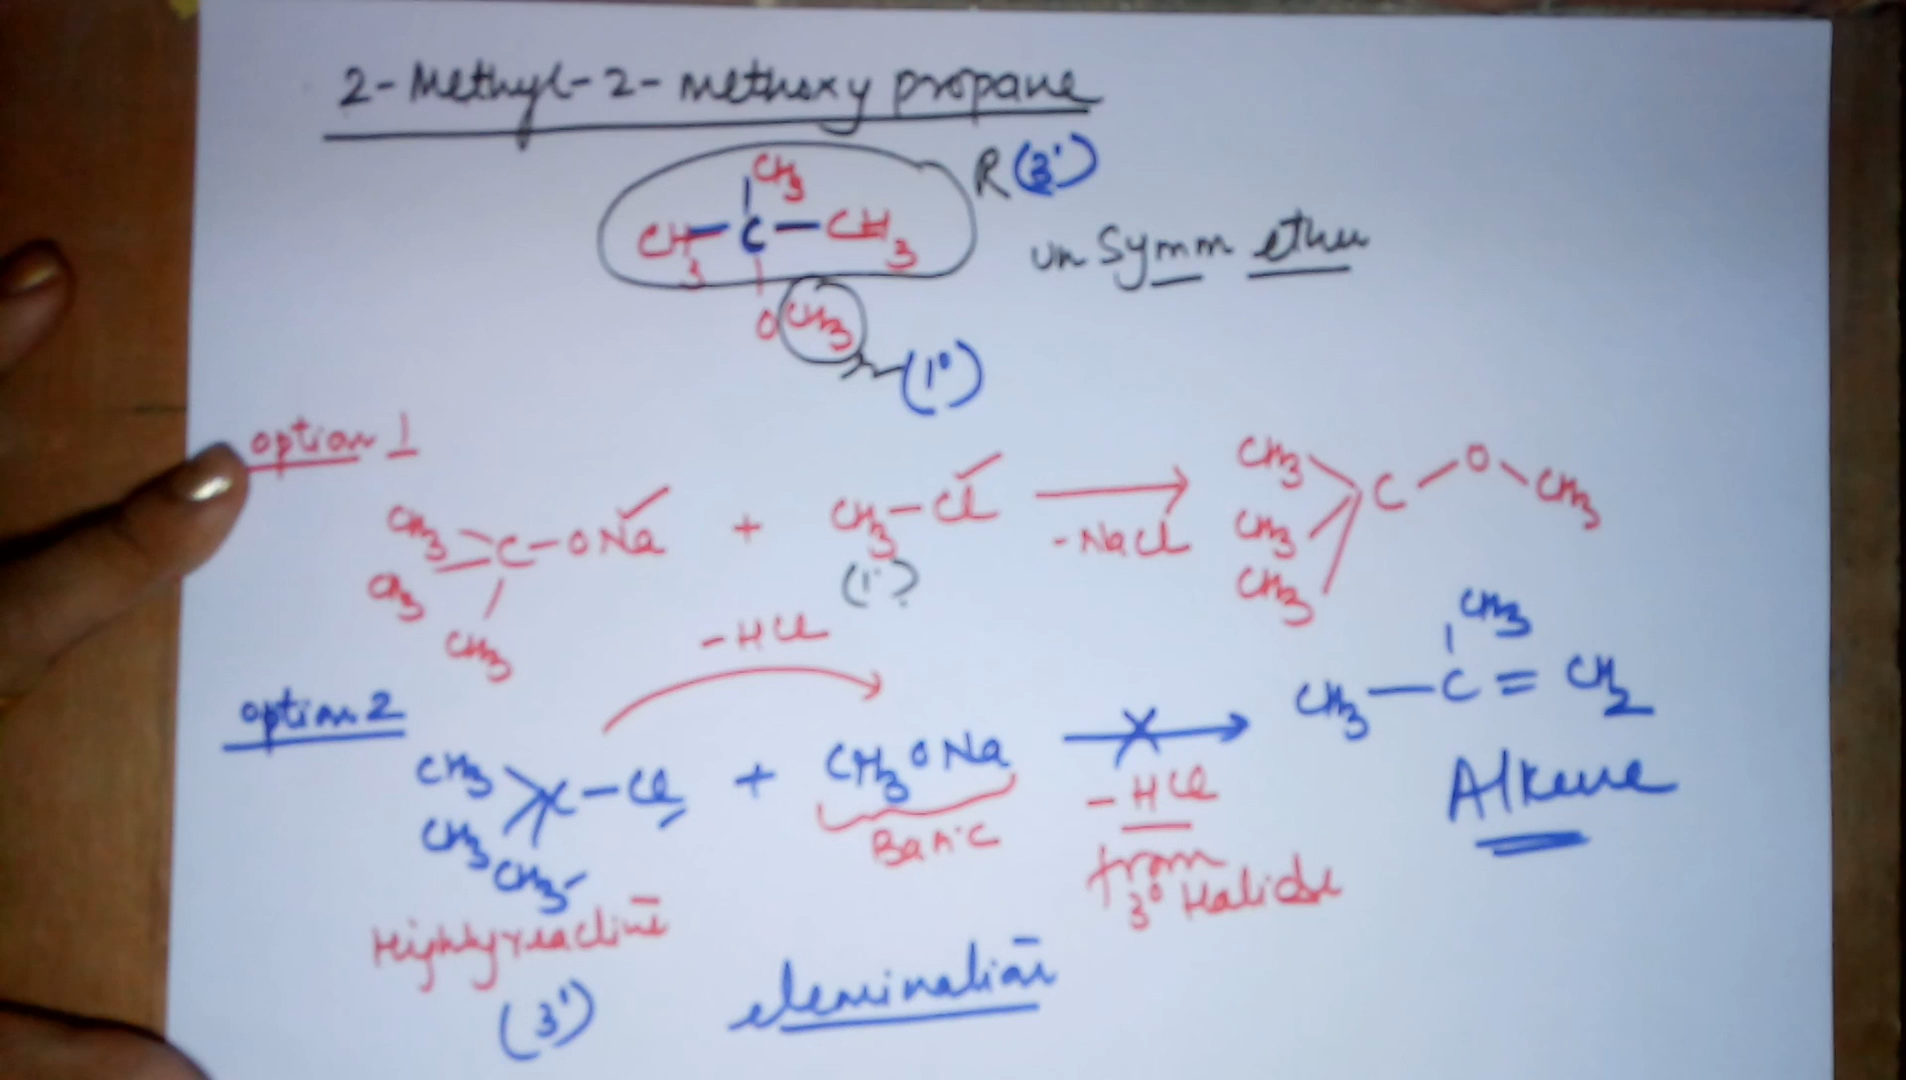 2-Methyl-2-methoxy propane
CH3
R (3°)
CH3-C-CH3
unSymm ether
OCH3
(1°)
option 1
CH3
CH3
CH3
C-ONa + CH3-Cl
-NaCl
(1°)
CH3
CH3
CH3
C-O-CH3
-HCl
option 2
CH3
CH3
CH3
C-Cl + CH3ONa
Basic
-HCl
from
3° Halide
CH3
CH3-C=CH2
Alkene
Highly reactive
(3°)
elemination